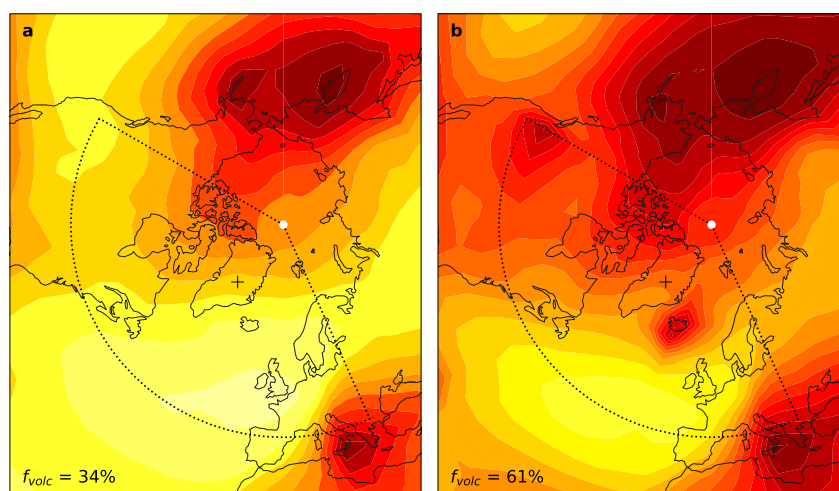 a
b
f_volc = 34%
f_volc = 61%